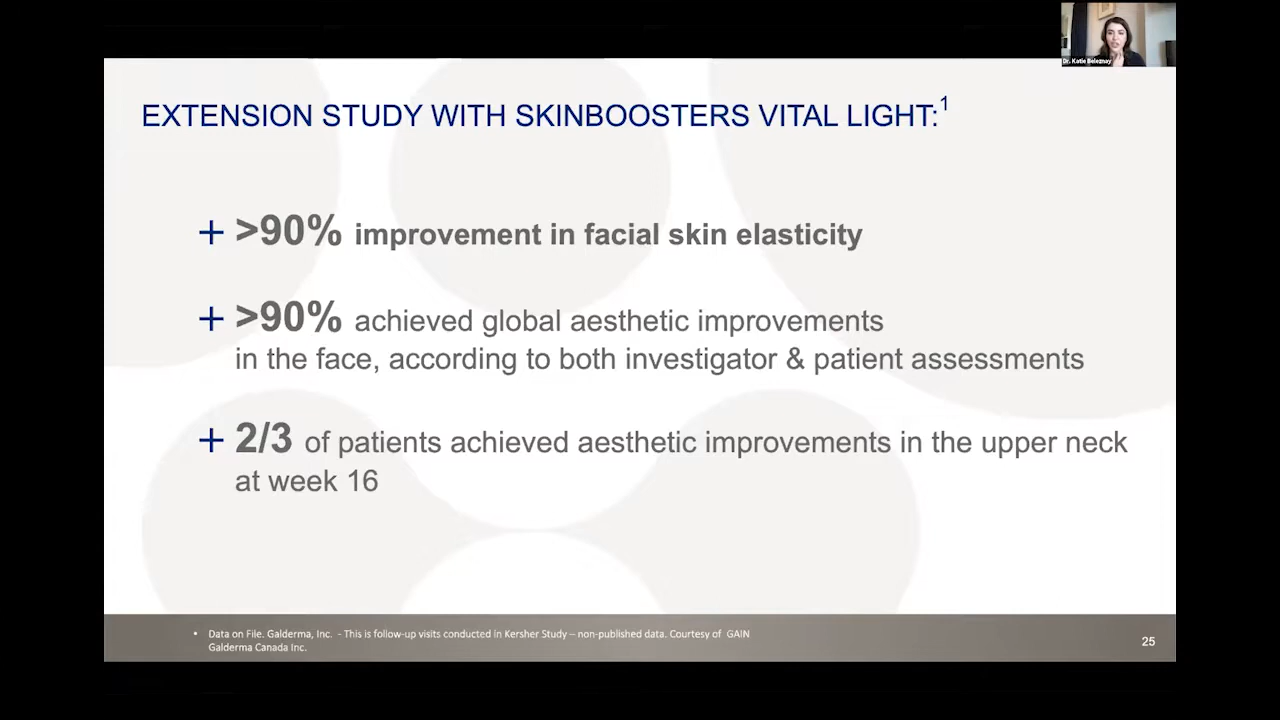 Dr. Katie Beleznay
EXTENSION STUDY WITH SKINBOOSTERS VITAL LIGHT:1
+ >90% improvement in facial skin elasticity
+ >90% achieved global aesthetic improvements
in the face, according to both investigator & patient assessments
+ 2/3 of patients achieved aesthetic improvements in the upper neck
at week 16
• Data on File. Galderma, Inc. - This is follow-up visits conducted in Kersher Study – non-published data. Courtesy of GAIN
Galderma Canada Inc.
25